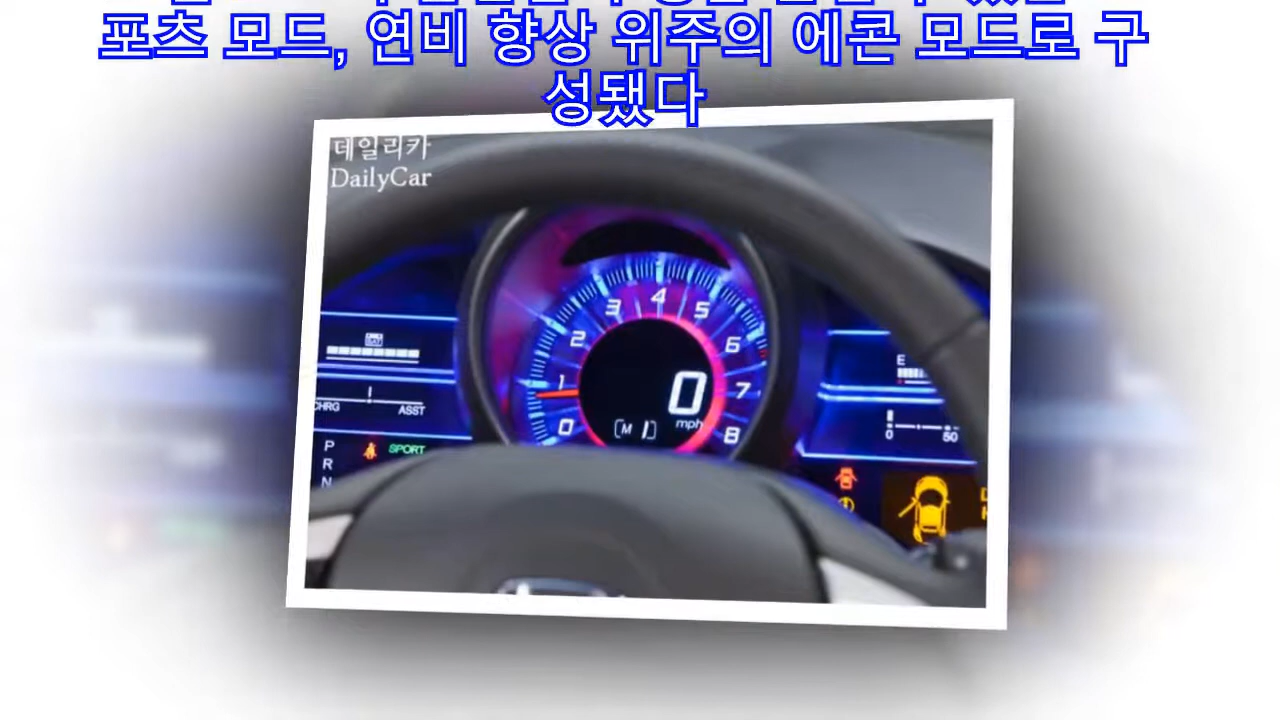 포츠 모드, 연비 향상 위주의 에콘 모드로 구
성됐다
데일리카
DailyCar
4
3 5
2 6
BAT
E
1 7
0
CHRG ASST
mph
[M 1]
0 8
0 50
P
SPORT
R
N